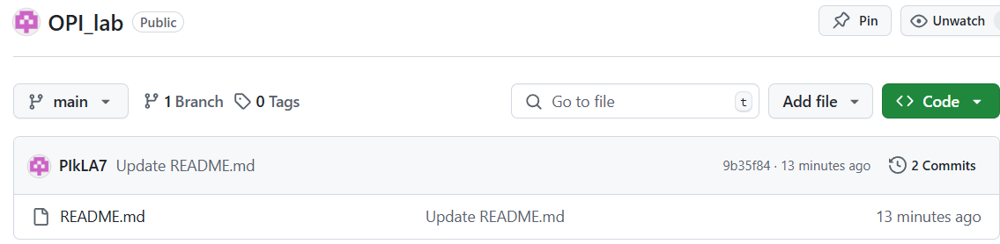 OPI_lab Public Pin Unwatch
main 1 Branch 0 Tags Go to file t Add file Code
PIkLA7 Update README.md 9b35f84 · 13 minutes ago 2 Commits
README.md Update README.md 13 minutes ago